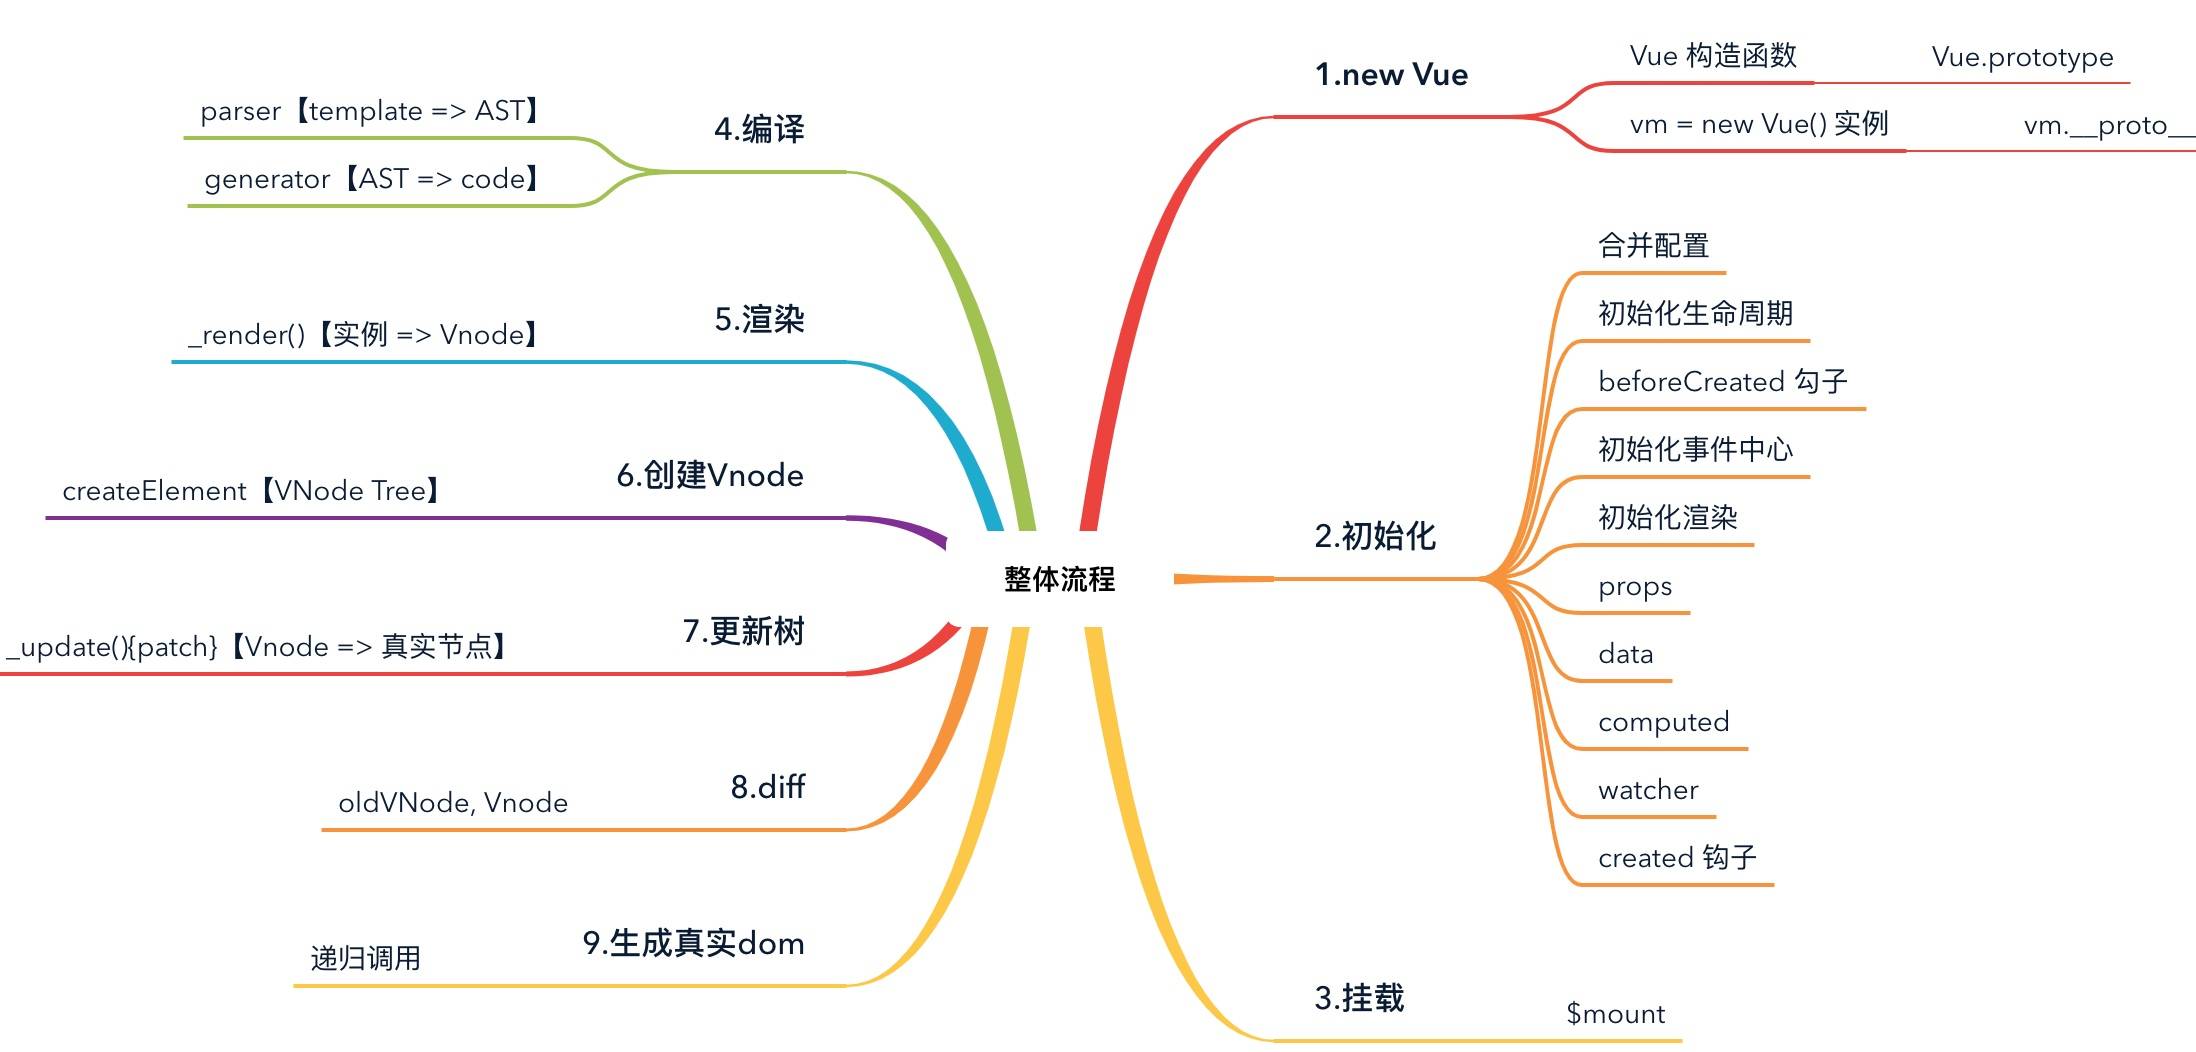 整体流程
1.new Vue
Vue 构造函数
Vue.prototype
vm = new Vue() 实例
vm.__proto__
2.初始化
合并配置
初始化生命周期
beforeCreated 勾子
初始化事件中心
初始化渲染
props
data
computed
watcher
created 钩子
3.挂载
$mount
4.编译
parser【template => AST】
generator【AST => code】
5.渲染
_render()【实例 => Vnode】
6.创建Vnode
createElement【VNode Tree】
7.更新树
_update(){patch}【Vnode => 真实节点】
8.diff
oldVNode, Vnode
9.生成真实dom
递归调用